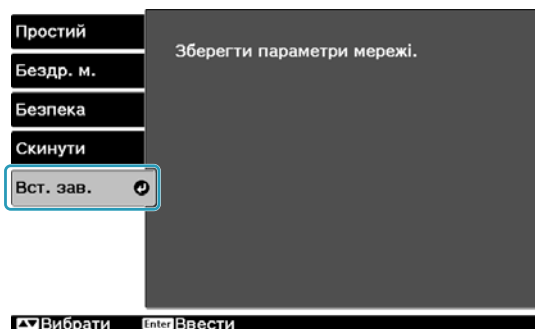 Простий
Зберегти параметри мережі.
Бездр. м.
Безпека
Скинути
Вст. зав.
Вибрати Enter Ввести